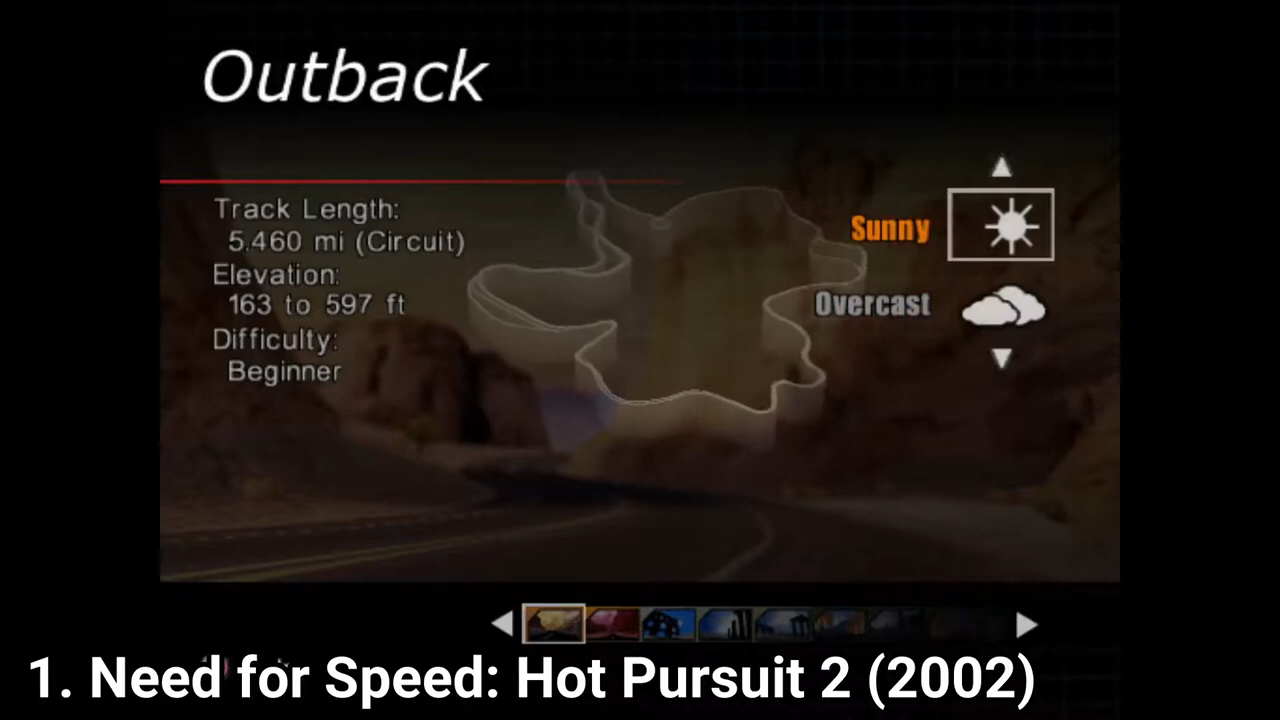 Outback
Track Length:
5.460 mi (Circuit)
Elevation:
163 to 597 ft
Difficulty:
Beginner
Sunny
Overcast
1. Need for Speed: Hot Pursuit 2 (2002)